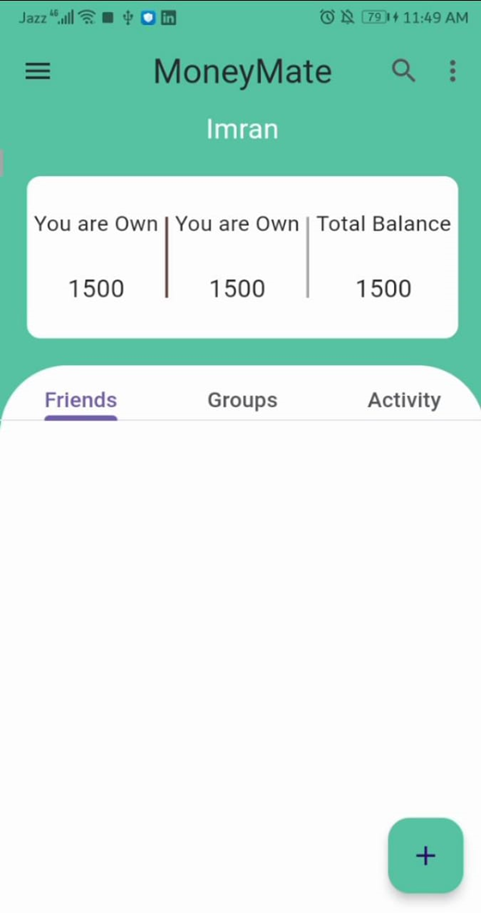 Jazz 4G 79 11:49 AM
MoneyMate
Imran
You are Own You are Own Total Balance
1500 1500 1500
Friends Groups Activity
+